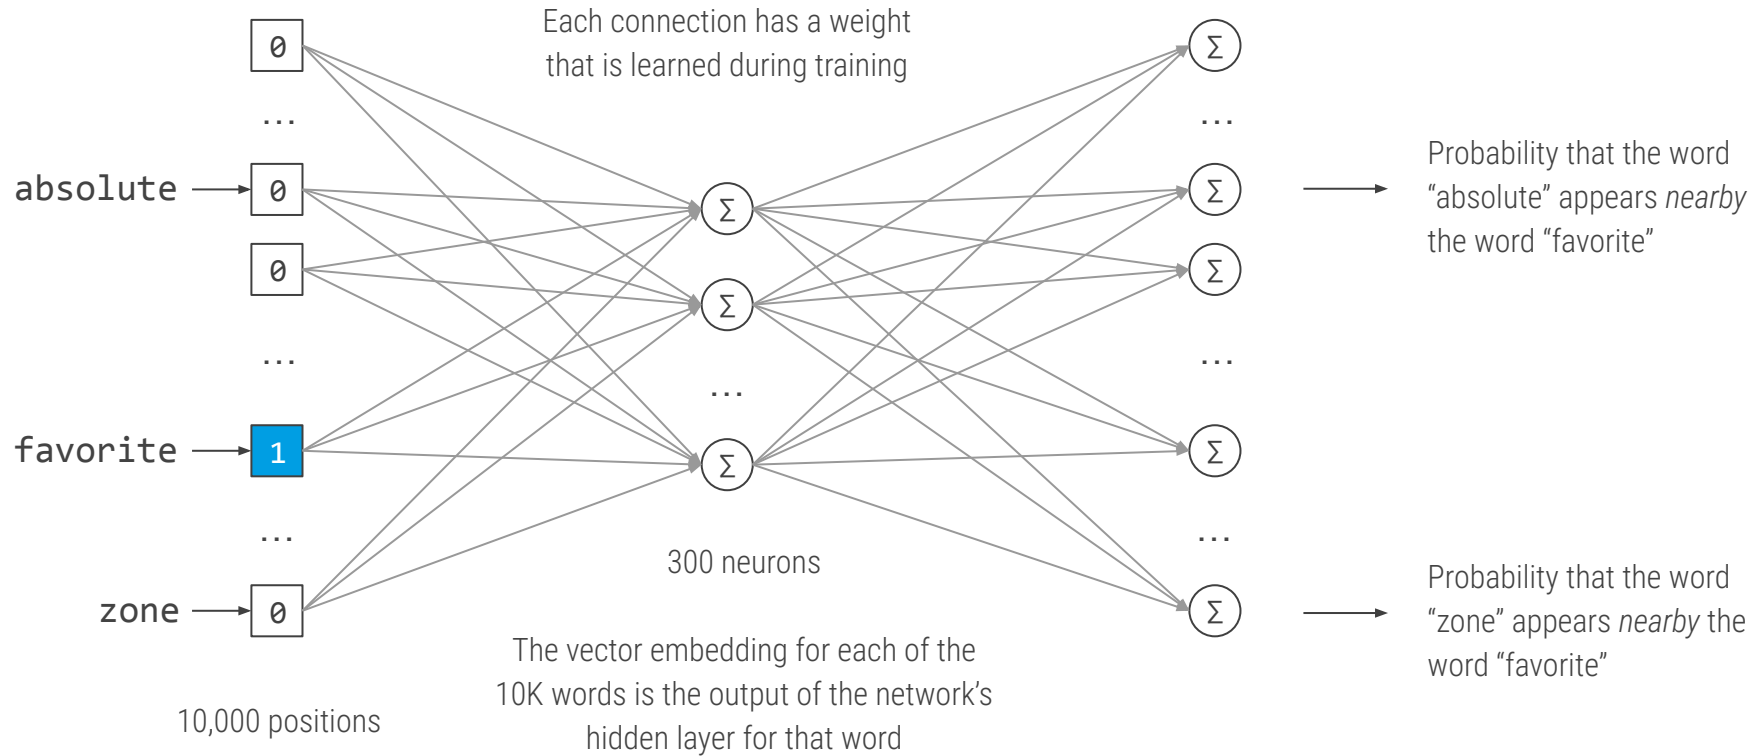 Each connection has a weight
that is learned during training
0
...
absolute
0
0
...
favorite
1
...
zone
0
10,000 positions
Σ
Σ
...
Σ
300 neurons
The vector embedding for each of the
10K words is the output of the network’s
hidden layer for that word
Σ
...
Σ
Σ
...
Σ
...
Σ
Probability that the word
“absolute” appears nearby
the word “favorite”
Probability that the word
“zone” appears nearby the
word “favorite”